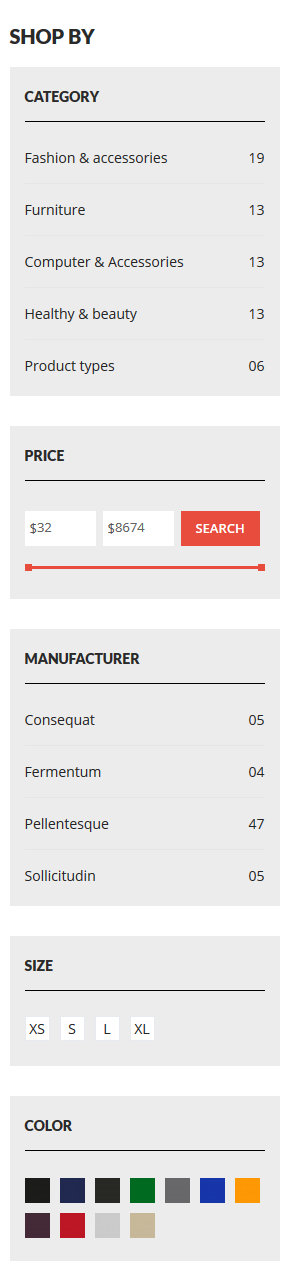 SHOP BY
CATEGORY
Fashion & accessories 19
Furniture 13
Computer & Accessories 13
Healthy & beauty 13
Product types 06
PRICE
$32 $8674 SEARCH
MANUFACTURER
Consequat 05
Fermentum 04
Pellentesque 47
Sollicitudin 05
SIZE
XS S L XL
COLOR